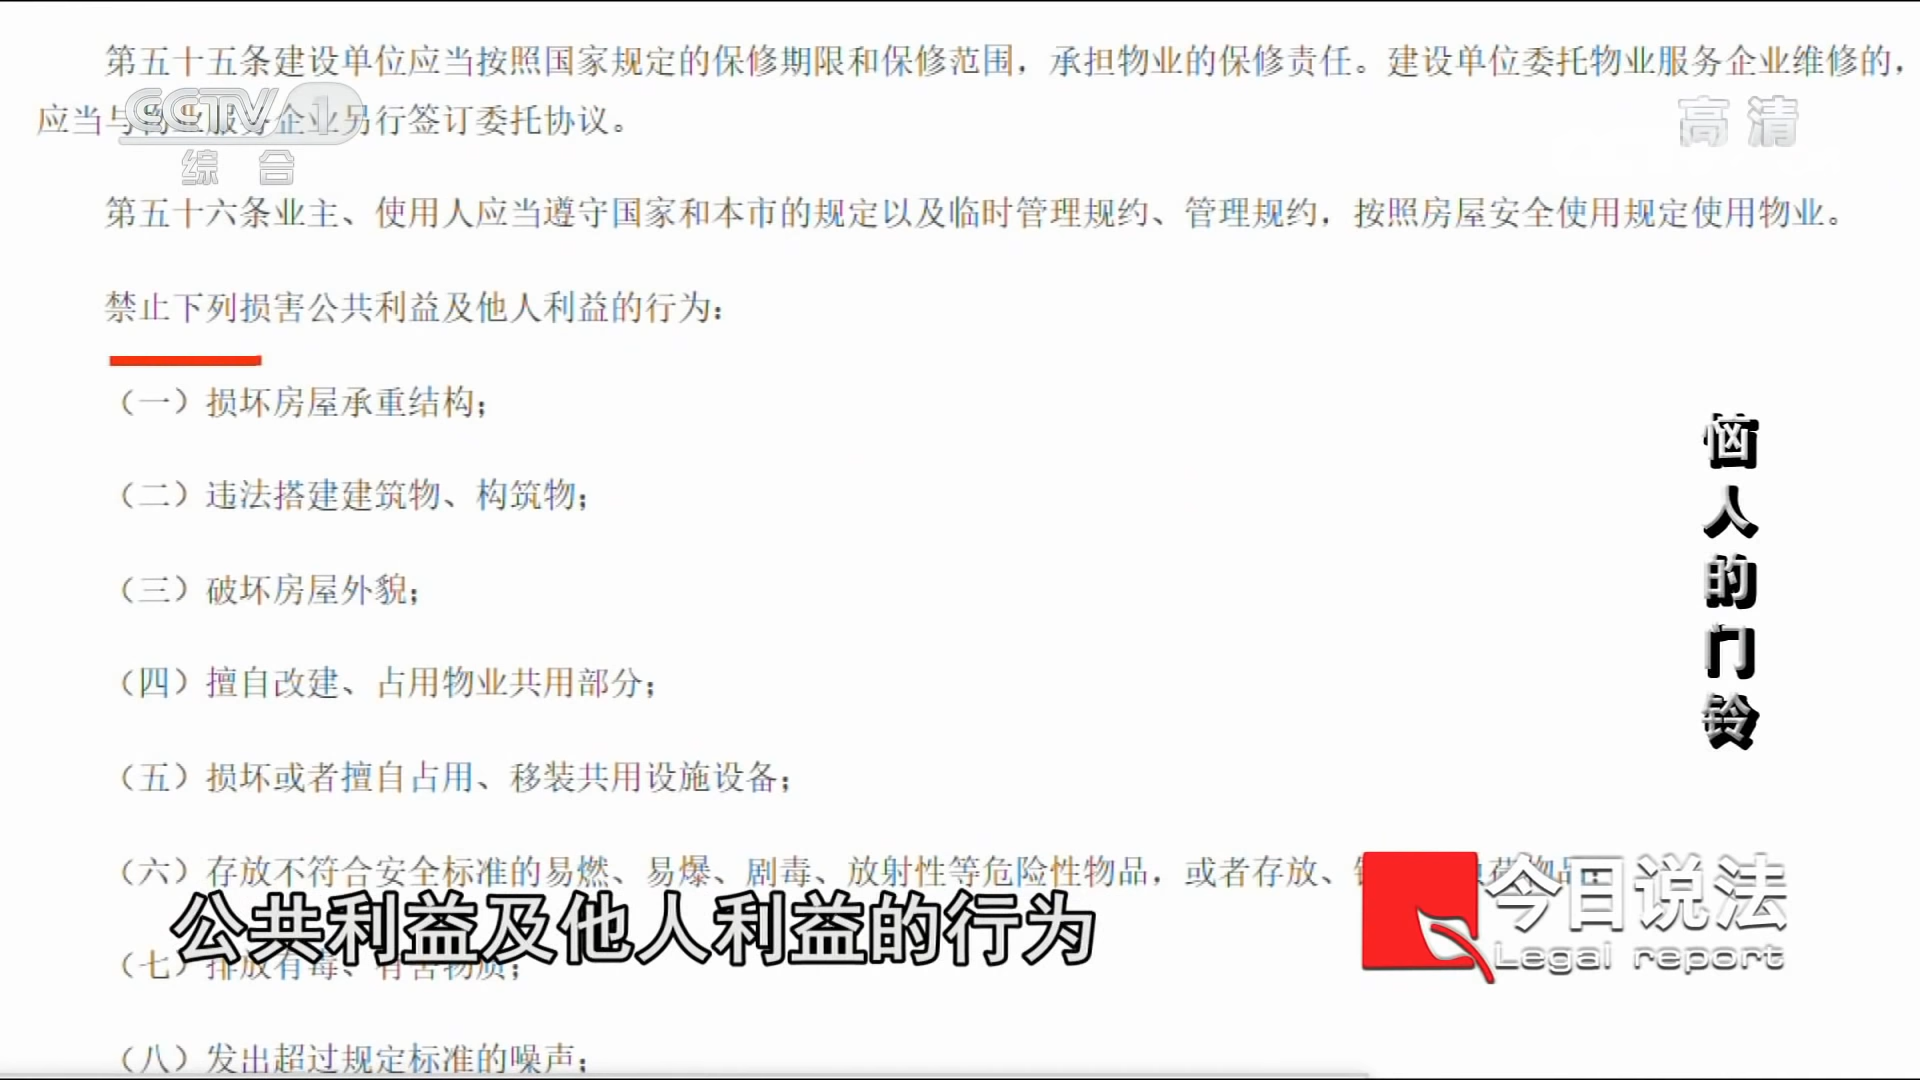 第五十五条建设单位应当按照国家规定的保修期限和保修范围，承担物业的保修责任。建设单位委托物业服务企业维修的，
应当与物业服务企业另行签订委托协议。
CCTV 1
综合
高清
第五十六条业主、使用人应当遵守国家和本市的规定以及临时管理规约、管理规约，按照房屋安全使用规定使用物业。
禁止下列损害公共利益及他人利益的行为：
（一）损坏房屋承重结构；
（二）违法搭建建筑物、构筑物；
（三）破坏房屋外貌；
（四）擅自改建、占用物业共用部分；
（五）损坏或者擅自占用、移装共用设施设备；
（六）存放不符合安全标准的易燃、易爆、剧毒、放射性等危险性物品，或者存放、
（七）排放有毒、有害物质；
（八）发出超过规定标准的噪声；
恼人的门铃
公共利益及他人利益的行为
今日说法
Legal report